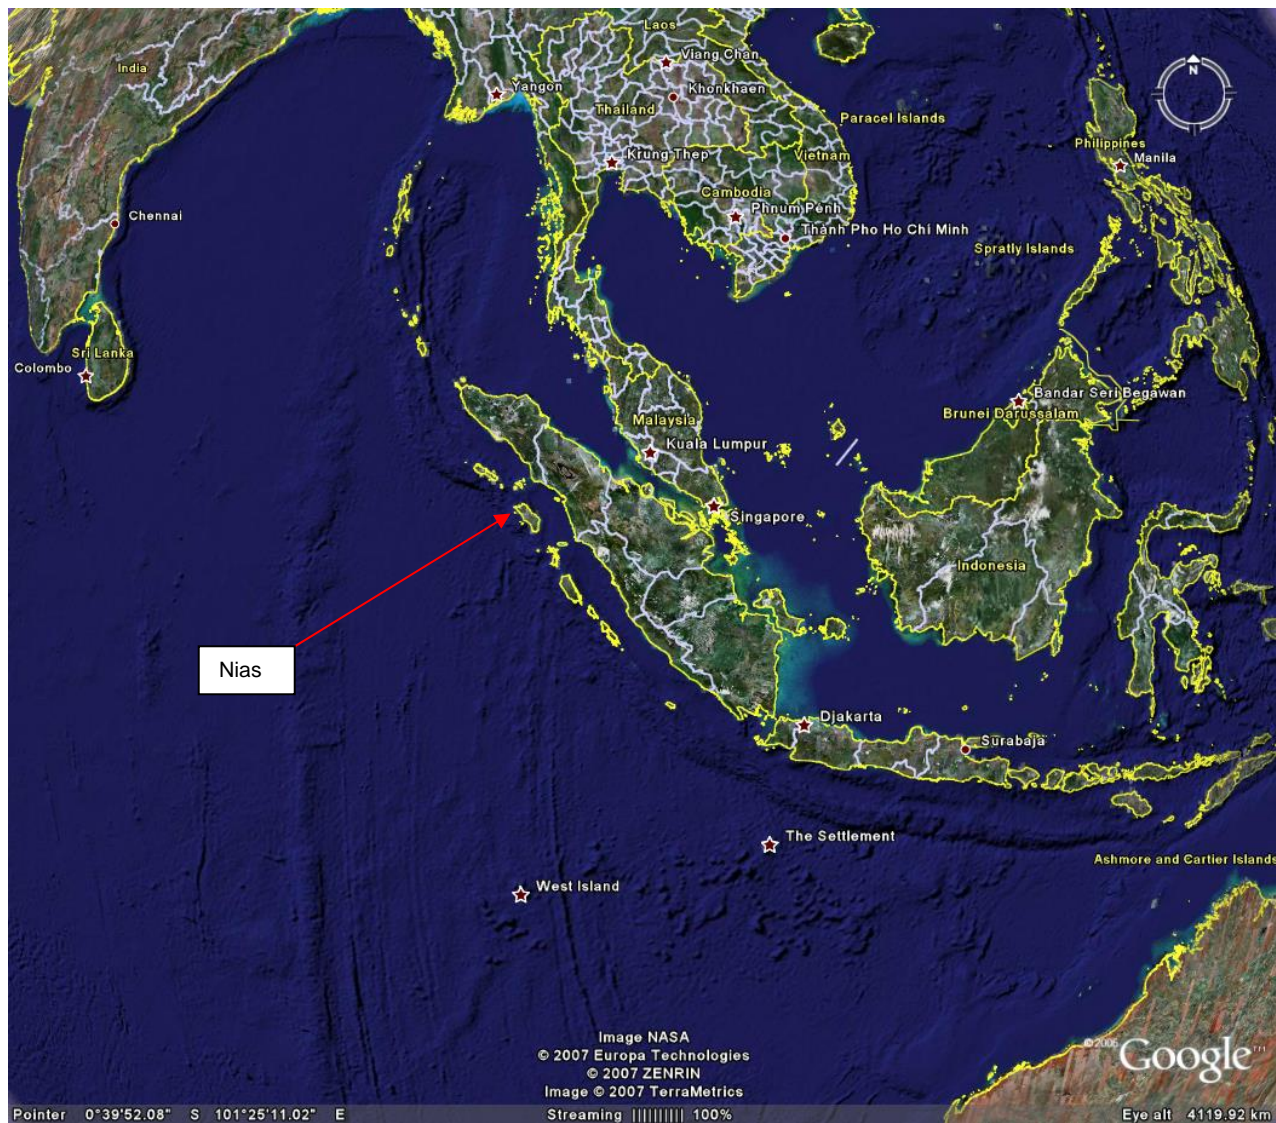 Laos
Viang Chan
India
Yangon
Khonkhaen
Thailand
Paracel Islands
N
Philippines
Manila
Krung Thep
Vietnam
Cambodia
Phnum Penh
Chennai
Thanh Pho Ho Chi Minh
Spratly Islands
Sri Lanka
Colombo
Bandar Seri Begawan
Brunei Darussalam
Malaysia
Kuala Lumpur
Singapore
Indonesia
Nias
Djakarta
Surabaja
The Settlement
Ashmore and Cartier Islands
West Island
Image NASA
© 2007 Europa Technologies
© 2007 ZENRIN
Image © 2007 TerraMetrics
©2006 Google™
Pointer 0°39'52.08" S 101°25'11.02" E Streaming |||||||||| 100% Eye alt 4119.92 km